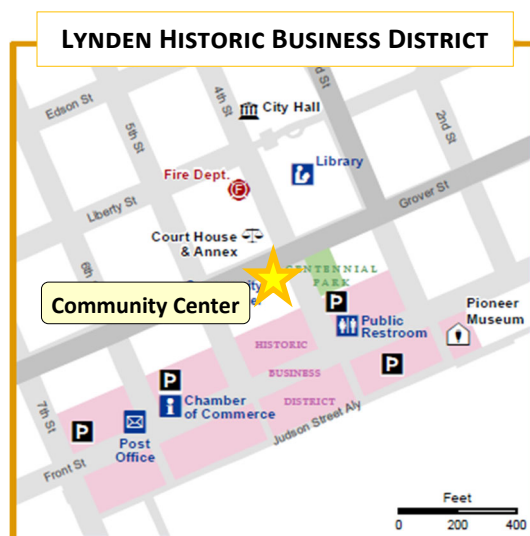 LYNDEN HISTORIC BUSINESS DISTRICT
Edson St
4th St
City Hall
2nd St
5th St
Fire Dept.
F
Library
Liberty St
Grover St
Court House
& Annex
CENTENNIAL
PARK
6th
Community Center
P
Public
Restroom
Pioneer
Museum
HISTORIC
BUSINESS
DISTRICT
P
P
Chamber
of Commerce
7th St
P
Post
Office
Judson Street Aly
Front St
Feet
0 200 400